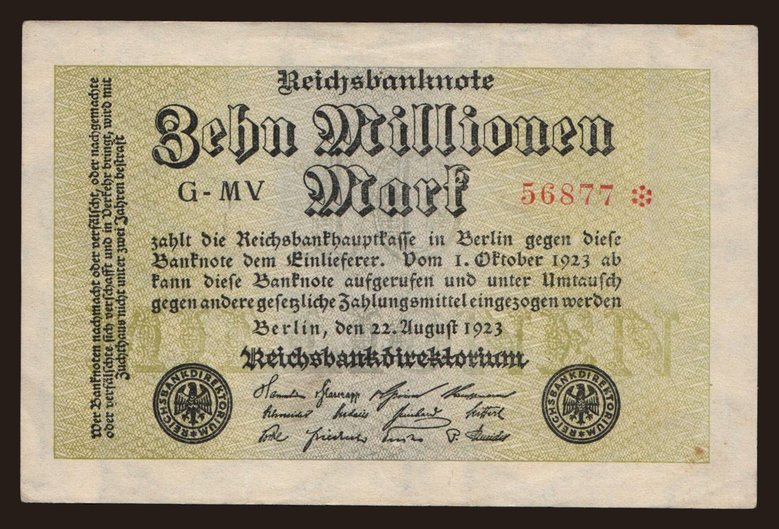 Reichsbanknote
Zehn Millionen
Mark
G-MV
56877
zahlt die Reichsbankhauptkasse in Berlin gegen diese
Banknote dem Einlieferer. Vom 1. Oktober 1923 ab
kann diese Banknote aufgerufen und unter Umtausch
gegen andere gesetzliche Zahlungsmittel eingezogen werden
Berlin, den 22. August 1923
Reichsbankdirektorium
REICHSBANKDIREKTORIUM
REICHSBANKDIREKTORIUM
Wer Banknoten nachmacht oder verfälscht, oder nachgemachte
oder verfälschte sich verschafft und in Verkehr bringt, wird mit
Zuchthaus nicht unter zwei Jahren bestraft